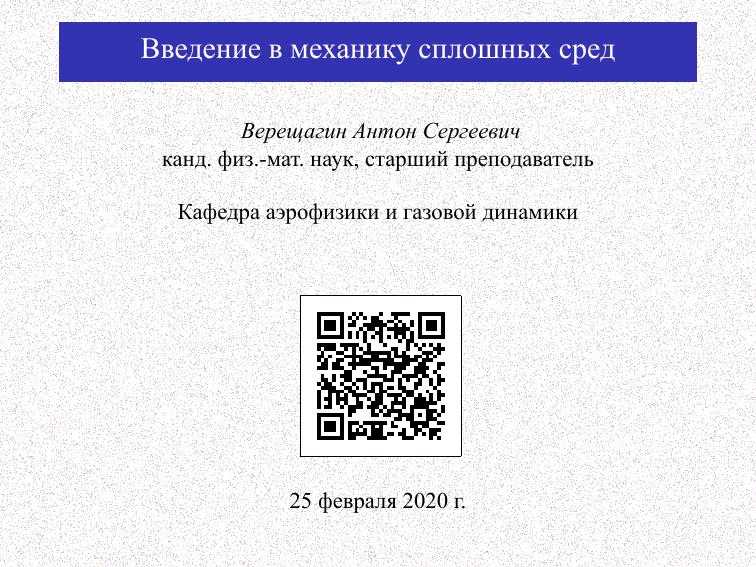 Введение в механику сплошных сред
Верещагин Антон Сергеевич
канд. физ.-мат. наук, старший преподаватель
Кафедра аэрофизики и газовой динамики
25 февраля 2020 г.